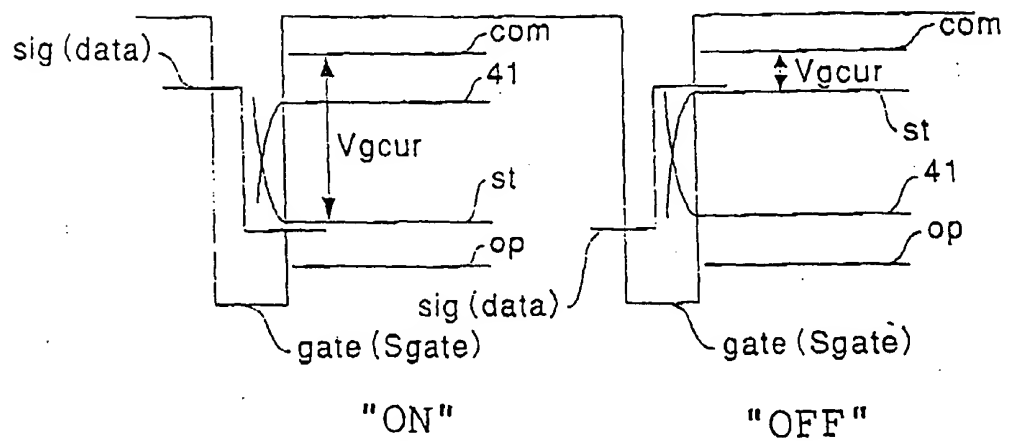 com
sig (data)
41
Vgcur
st
op
gate (Sgate)
"ON"
com
Vgcur
st
41
op
sig (data)
gate (Sgate)
"OFF"